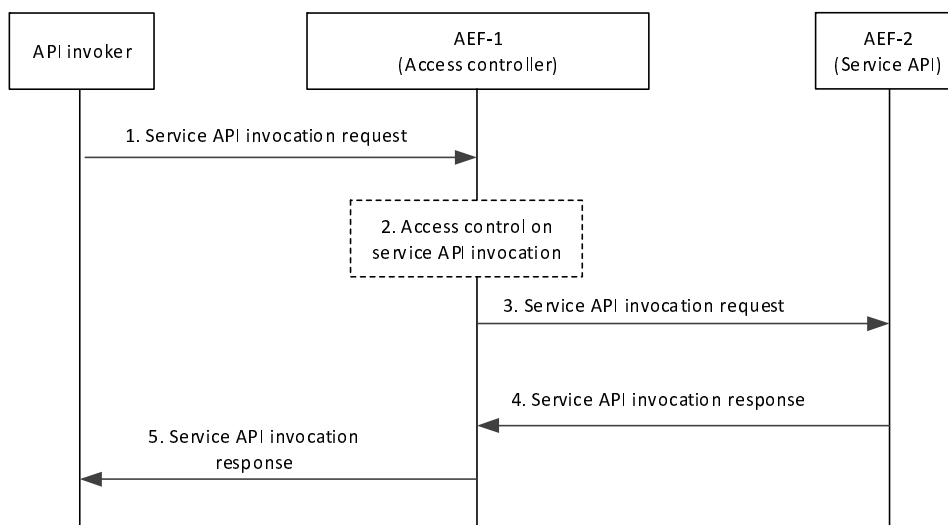 API invoker
AEF-1
(Access controller)
AEF-2
(Service API)
1. Service API invocation request
2. Access control on
service API invocation
3. Service API invocation request
4. Service API invocation response
5. Service API invocation
response